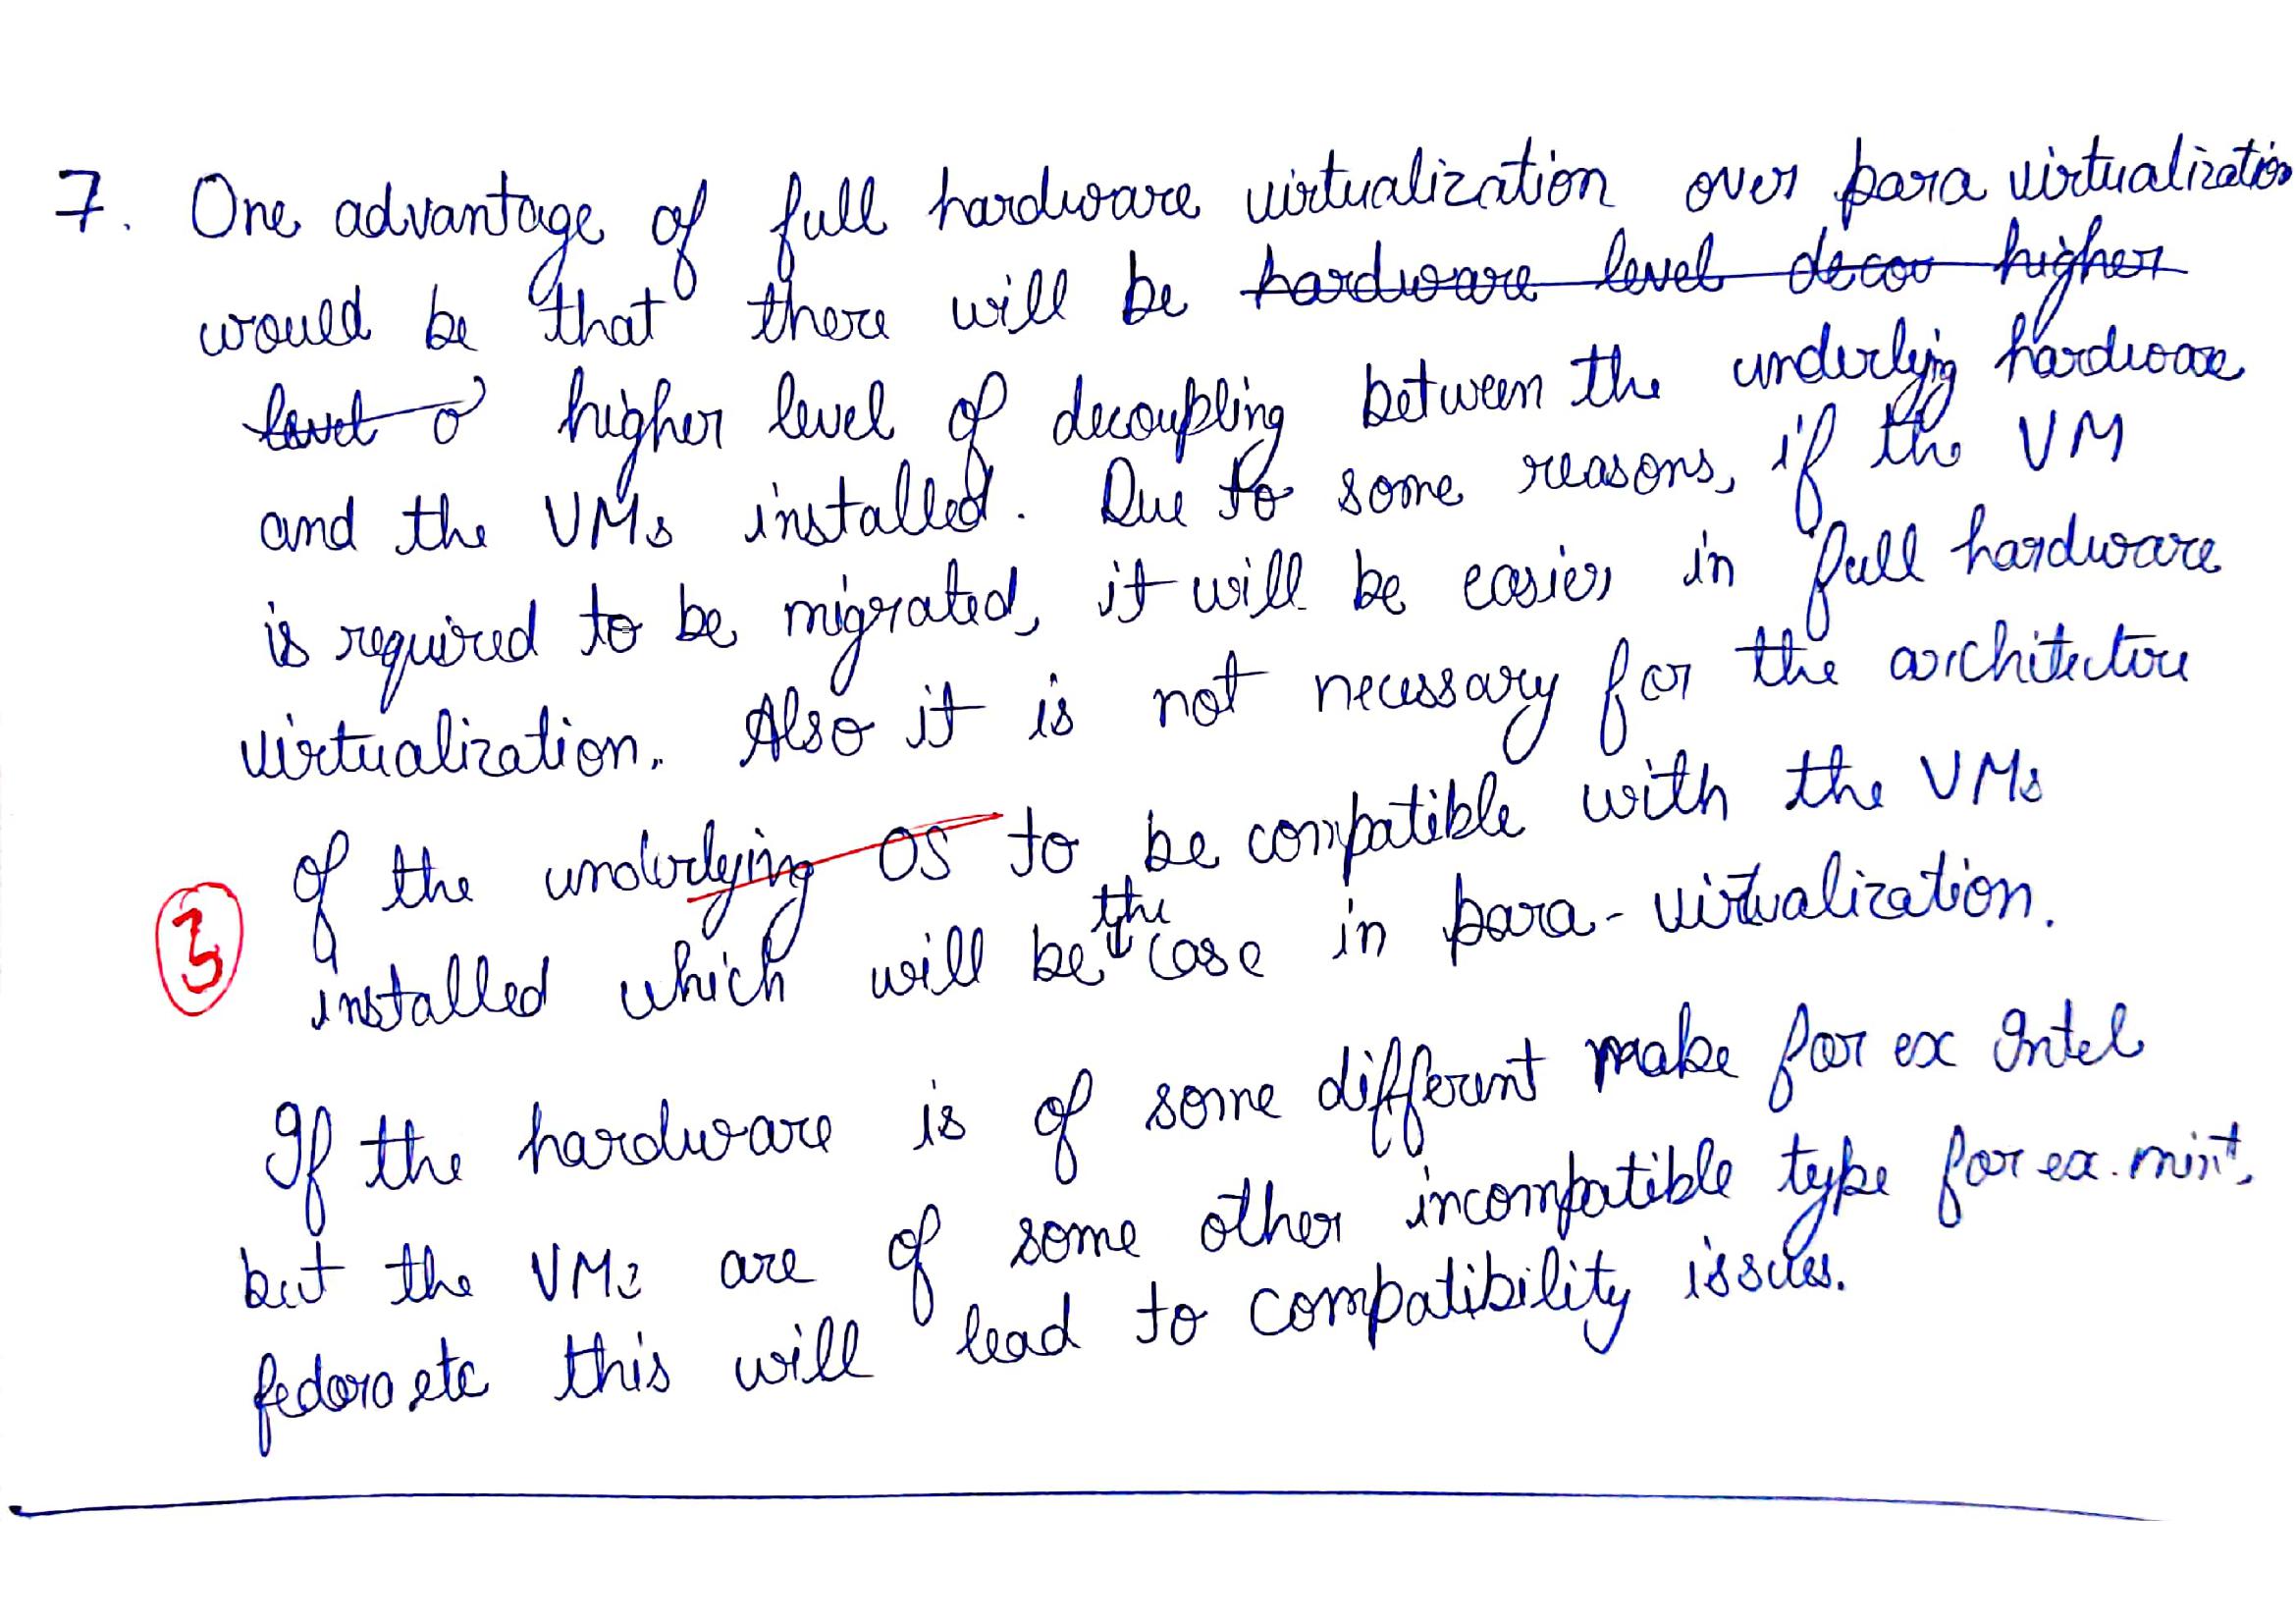 7. One advantage of full hardware virtualization over para virtualization
would be that there will be hardware level decou higher
level o higher level of decoupling between the underlying hardware
and the VMs installed. Due to some reasons, if the VM
is required to be migrated, it will be easier in full hardware
virtualization. Also it is not necessary for the architecture
of the underlying OS to be compatible with the VMs
3
installed which will be the case in para-virtualization.
If the hardware is of some different make for ex Intel
but the VMs are of some other incompatible type for ex. mint,
fedora etc this will lead to compatibility issues.